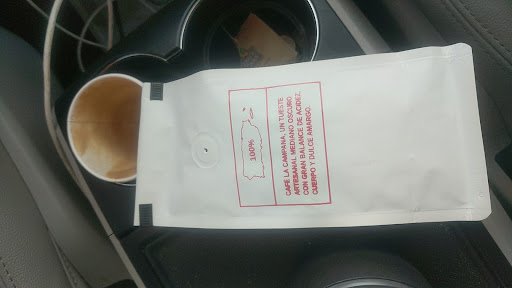 100%
CAFÉ LA CAMPANA, UN TUESTE
ARTESANAL MEDIANO OSCURO
CON GRAN BALANCE DE ACIDEZ,
CUERPO Y DULCE AMARGO.